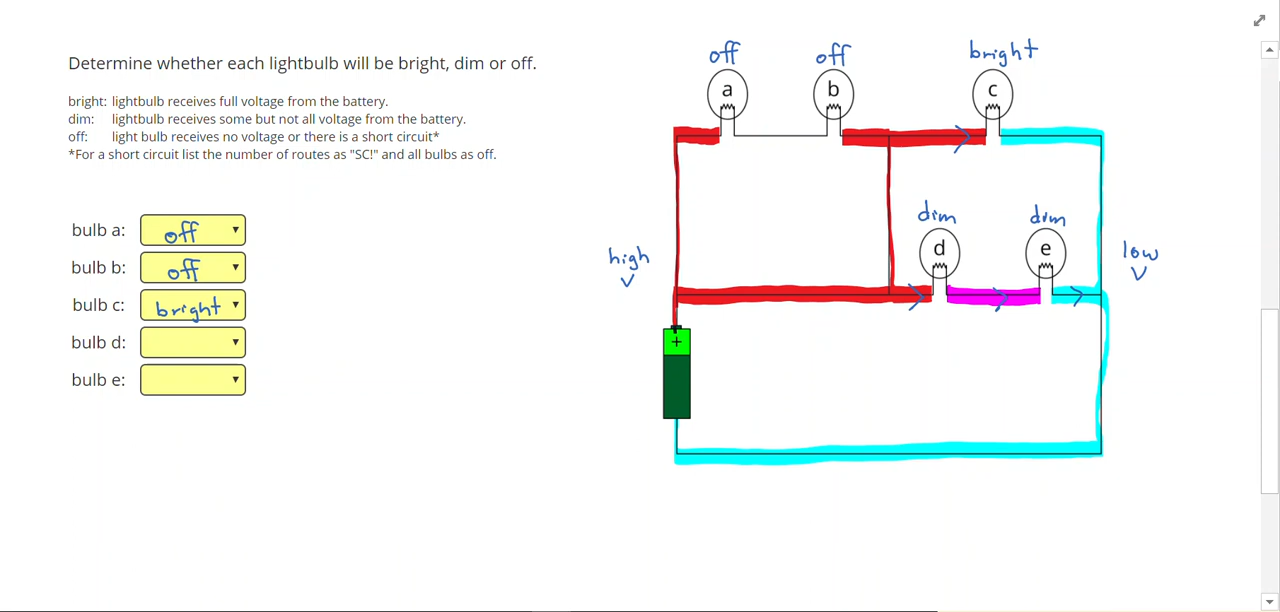 Determine whether each lightbulb will be bright, dim or off.
bright: lightbulb receives full voltage from the battery.
dim: lightbulb receives some but not all voltage from the battery.
off: light bulb receives no voltage or there is a short circuit*
*For a short circuit list the number of routes as "SC!" and all bulbs as off.
bulb a: off
bulb b: off
bulb c: bright
bulb d:
bulb e:
off off bright
a b c
dim dim
d e
high
V
low
V
+